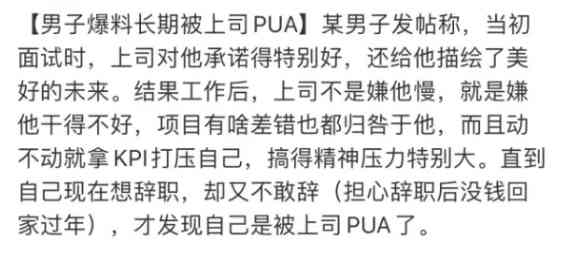 【男子爆料长期被上司PUA】某男子发帖称，当初
面试时，上司对他承诺得特别好，还给他描绘了美
好的未来。结果工作后，上司不是嫌他慢，就是嫌
他干得不好，项目有啥差错也都归咎于他，而且动
不动就拿KPI打压自己，搞得精神压力特别大。直到
自己现在想辞职，却又不敢辞（担心辞职后没钱回
家过年），才发现自己是被上司PUA了。